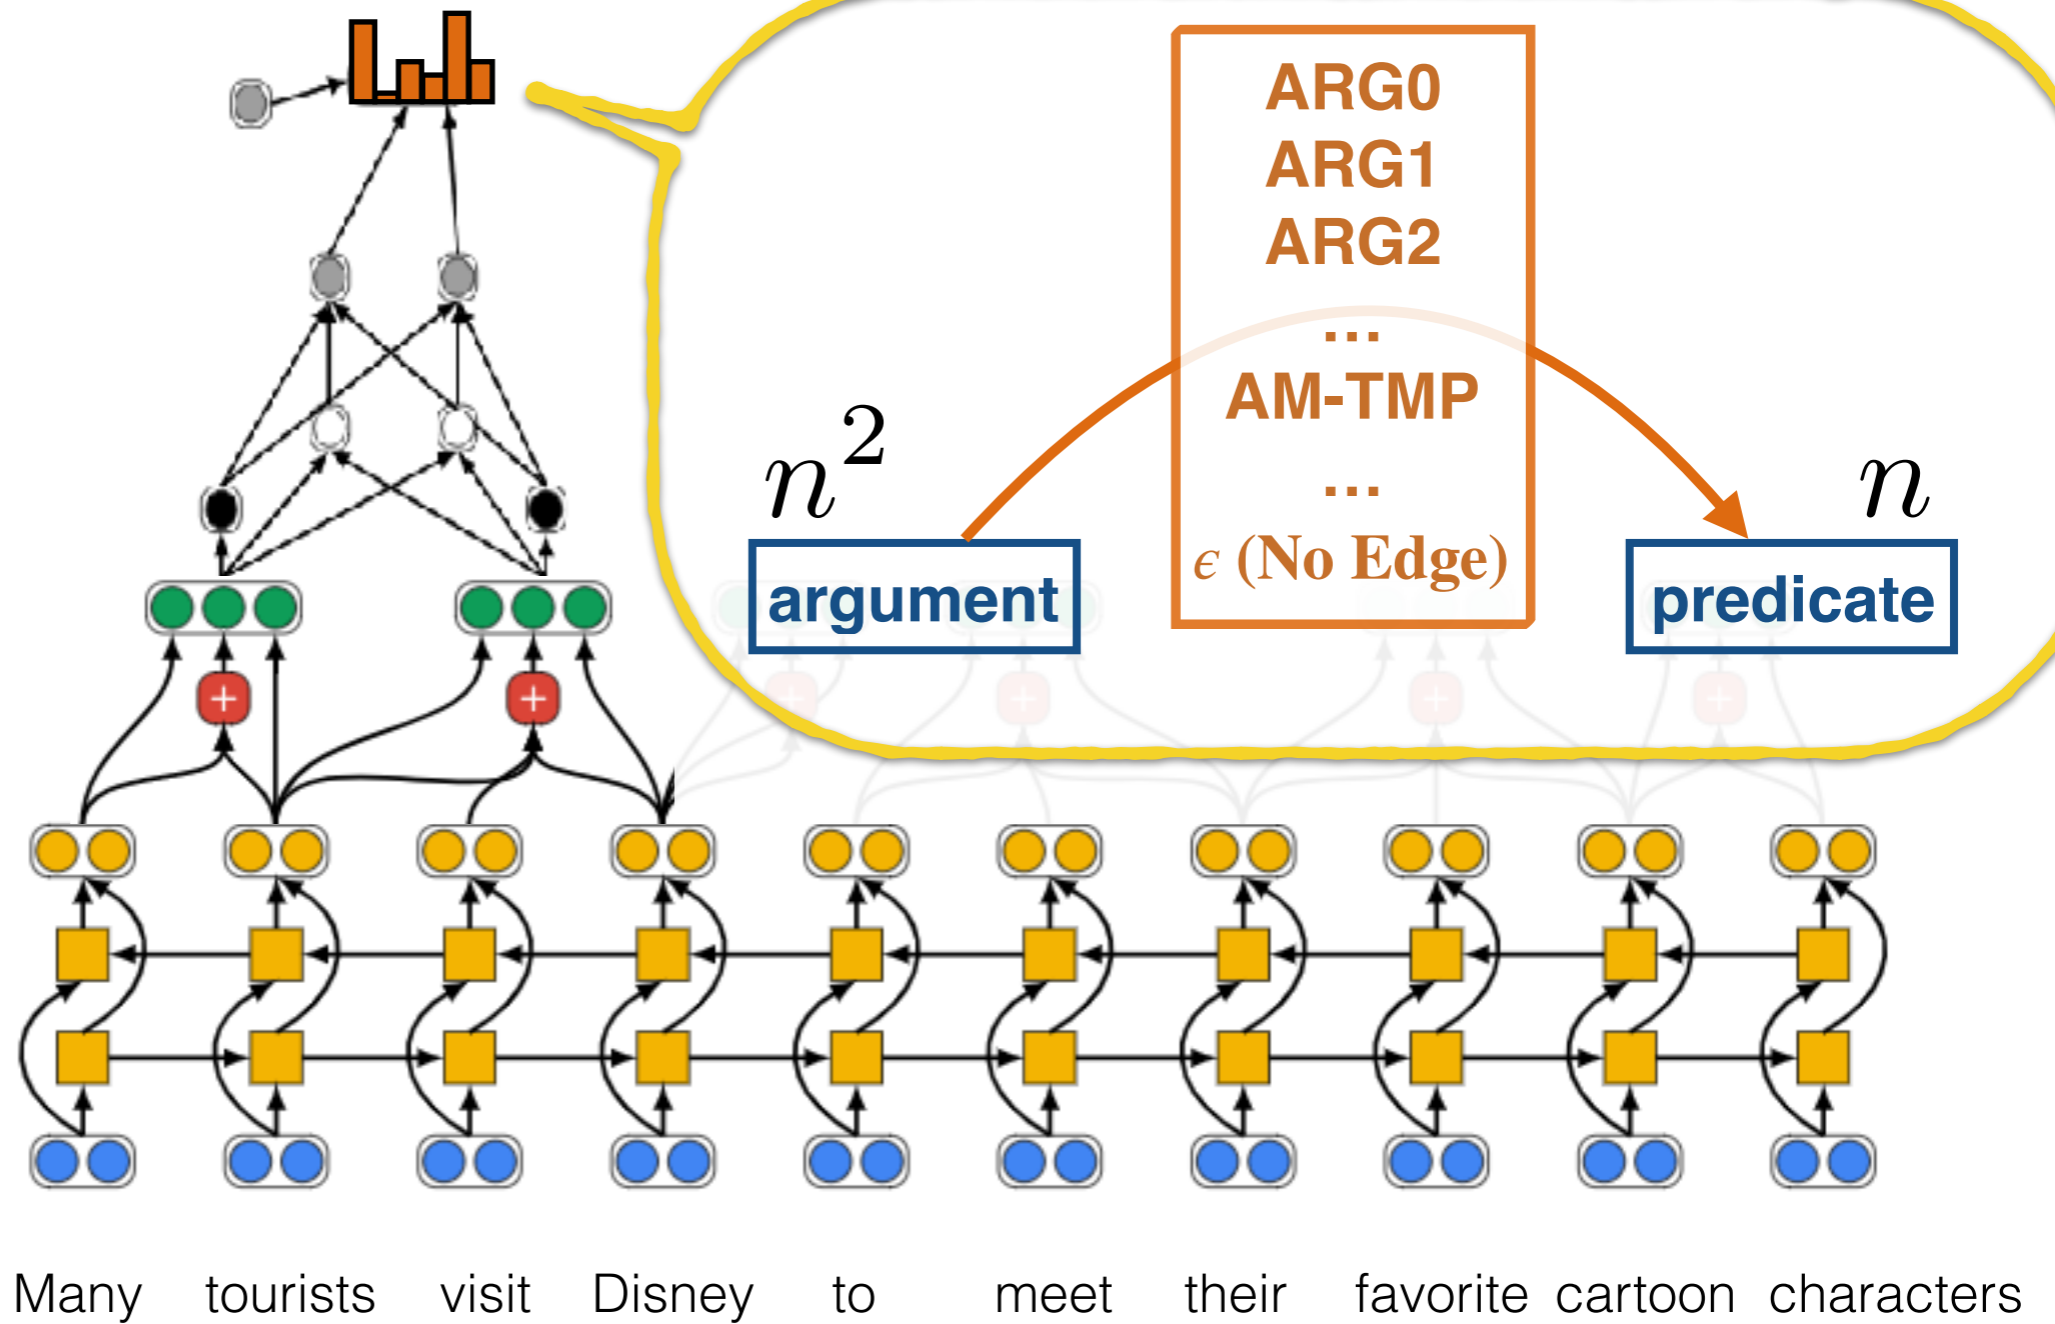 ARG0
ARG1
ARG2
...
AM-TMP
...
ϵ (No Edge)
n²
n
argument
predicate
+
+
+
+
+
+
Many tourists visit Disney to meet their favorite cartoon characters